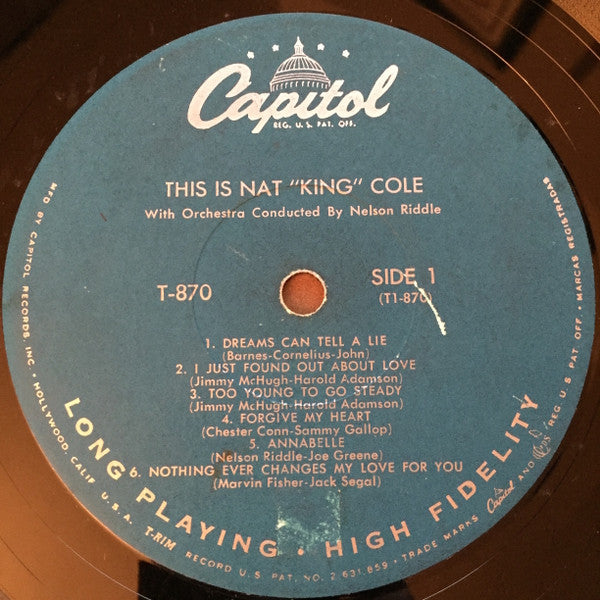 Capitol
REG. U. S. PAT. OFF.
THIS IS NAT "KING" COLE
With Orchestra Conducted By Nelson Riddle
T-870
SIDE 1
(T1-870)
1. DREAMS CAN TELL A LIE
(Barnes-Cornelius-John)
2. I JUST FOUND OUT ABOUT LOVE
(Jimmy McHugh-Harold Adamson)
3. TOO YOUNG TO GO STEADY
(Jimmy McHugh-Harold Adamson)
4. FORGIVE MY HEART
(Chester Conn-Sammy Gallop)
5. ANNABELLE
(Nelson Riddle-Joe Greene)
6. NOTHING EVER CHANGES MY LOVE FOR YOU
(Marvin Fisher-Jack Segal)
LONG PLAYING • HIGH FIDELITY
MFD. BY CAPITOL RECORDS, INC. • HOLLYWOOD, CALIF. U. S. A. T-RIM RECORD U.S. PAT. NO. 2,631,859 • TRADE MARKS Capitol AND REG. U.S. PAT. OFF. • MARCAS REGISTRADAS